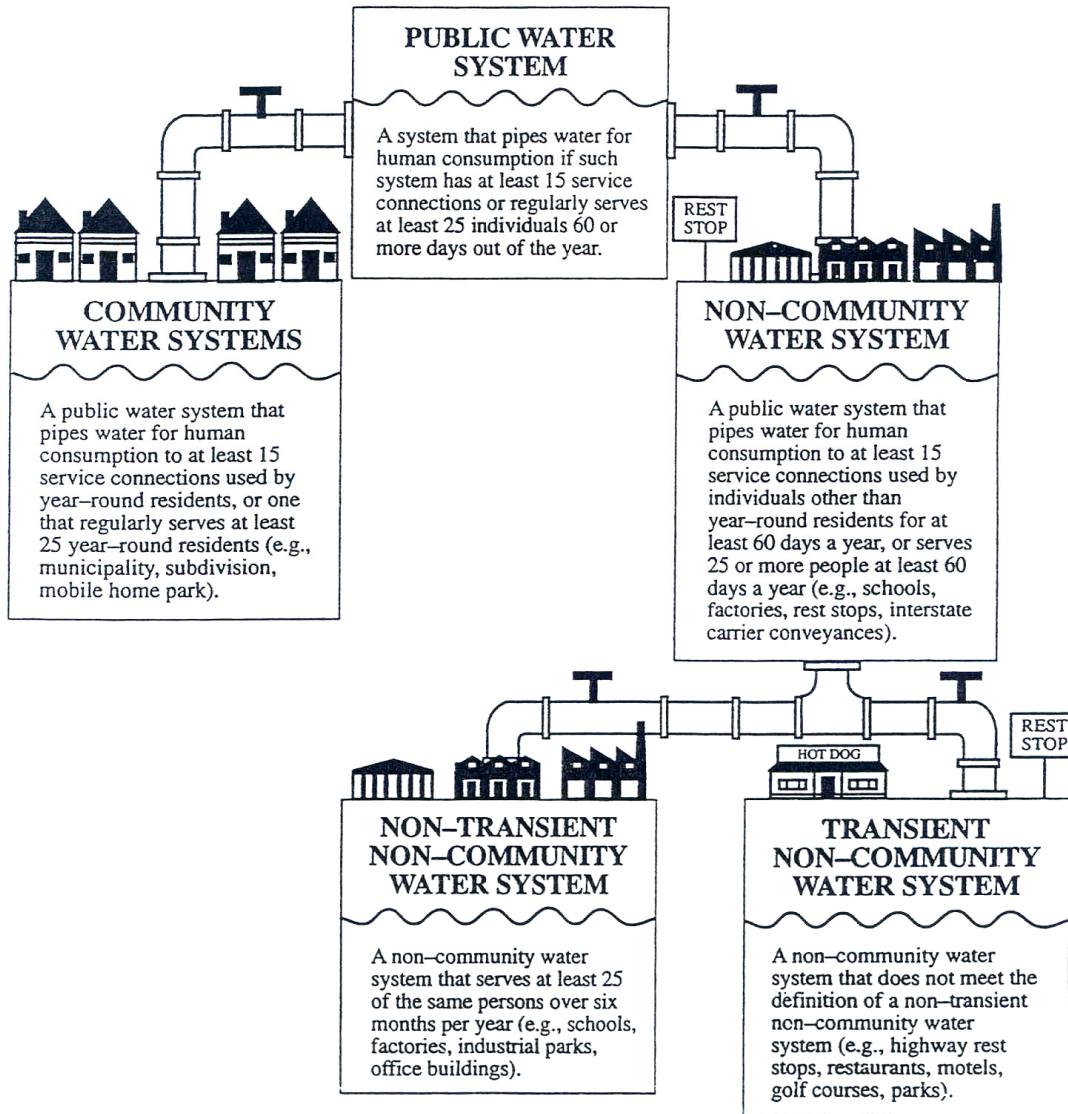 PUBLIC WATER
SYSTEM
A system that pipes water for
human consumption if such
system has at least 15 service
connections or regularly serves
at least 25 individuals 60 or
more days out of the year.
REST
STOP
COMMUNITY
WATER SYSTEMS
A public water system that
pipes water for human
consumption to at least 15
service connections used by
year–round residents, or one
that regularly serves at least
25 year–round residents (e.g.,
municipality, subdivision,
mobile home park).
NON–COMMUNITY
WATER SYSTEM
A public water system that
pipes water for human
consumption to at least 15
service connections used by
individuals other than
year–round residents for at
least 60 days a year, or serves
25 or more people at least 60
days a year (e.g., schools,
factories, rest stops, interstate
carrier conveyances).
HOT DOG
REST
STOP
NON–TRANSIENT
NON–COMMUNITY
WATER SYSTEM
A non–community water
system that serves at least 25
of the same persons over six
months per year (e.g., schools,
factories, industrial parks,
office buildings).
TRANSIENT
NON–COMMUNITY
WATER SYSTEM
A non–community water
system that does not meet the
definition of a non–transient
non–community water
system (e.g., highway rest
stops, restaurants, motels,
golf courses, parks).